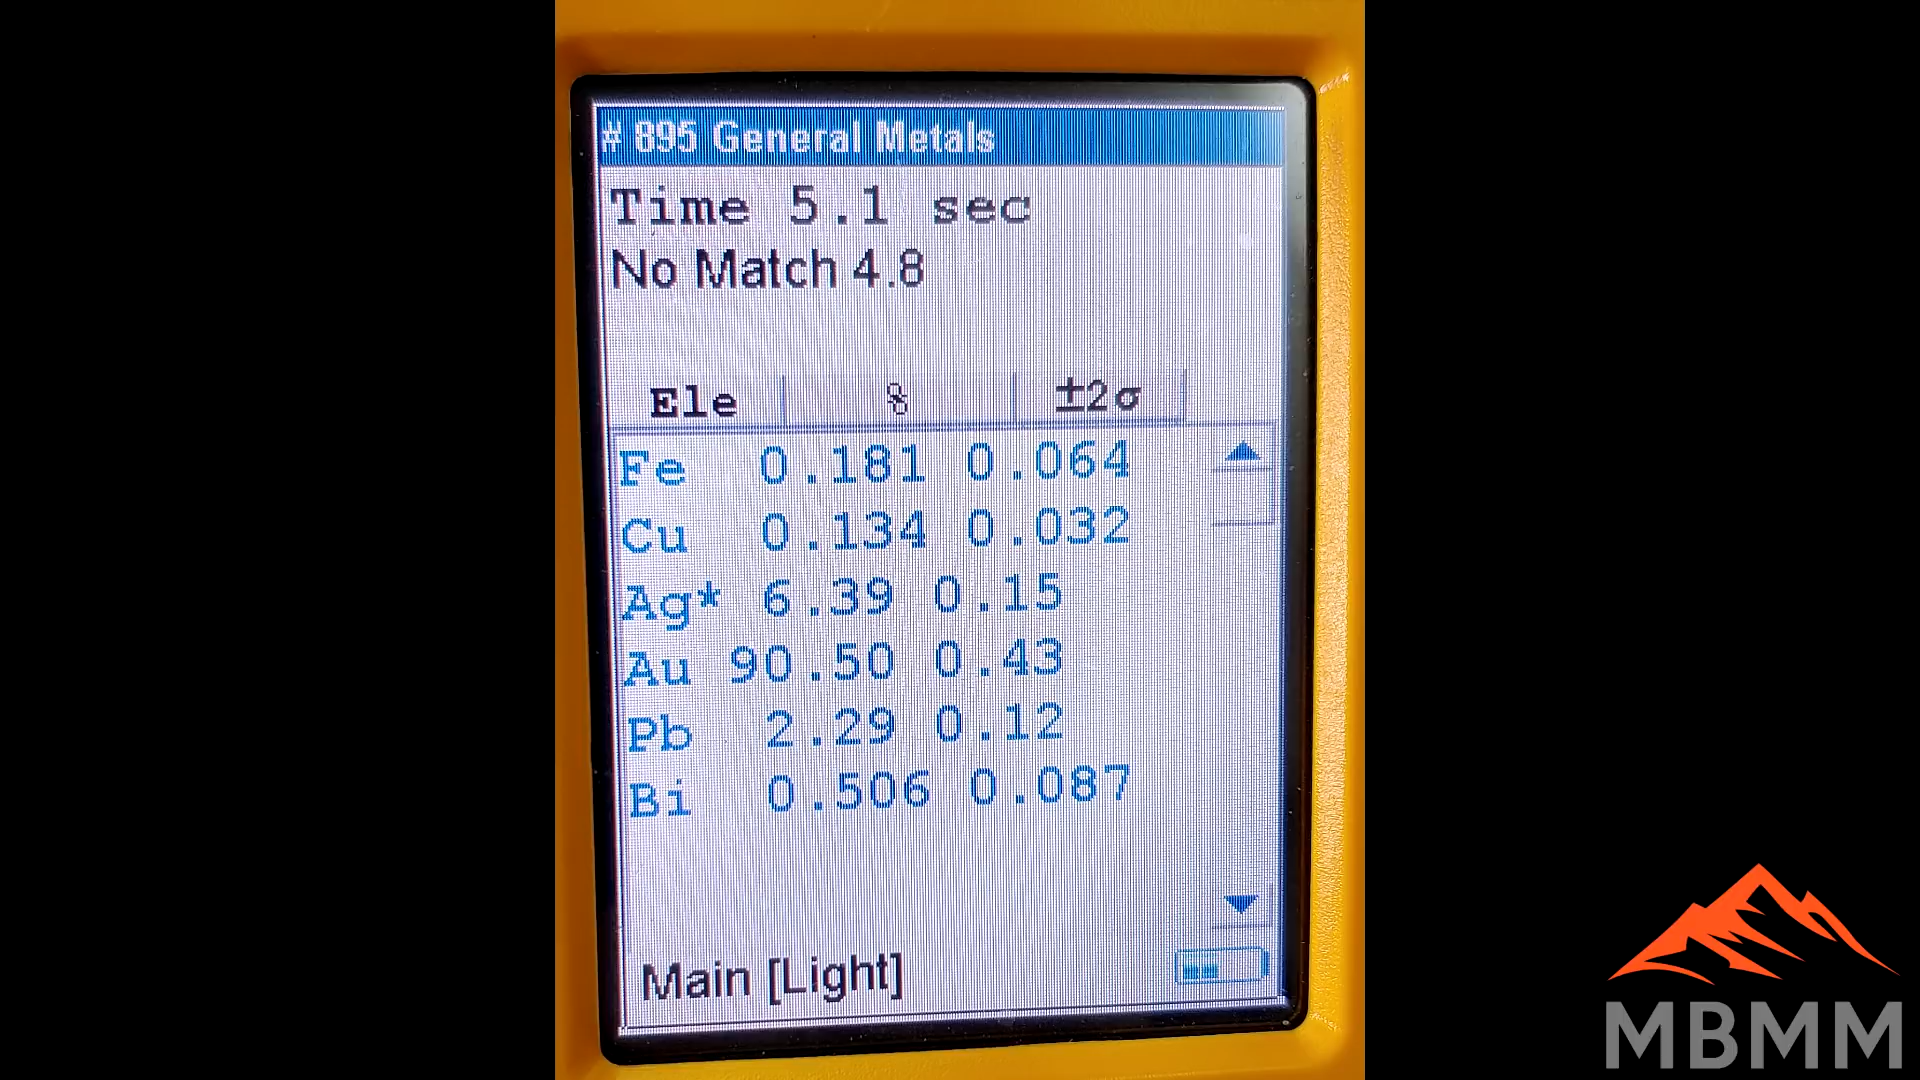 # 895 General Metals
Time 5.1 sec
No Match 4.8
Ele % ±2σ
Fe 0.181 0.064
Cu 0.134 0.032
Ag* 6.39 0.15
Au 90.50 0.43
Pb 2.29 0.12
Bi 0.506 0.087
Main [Light]
MBMM